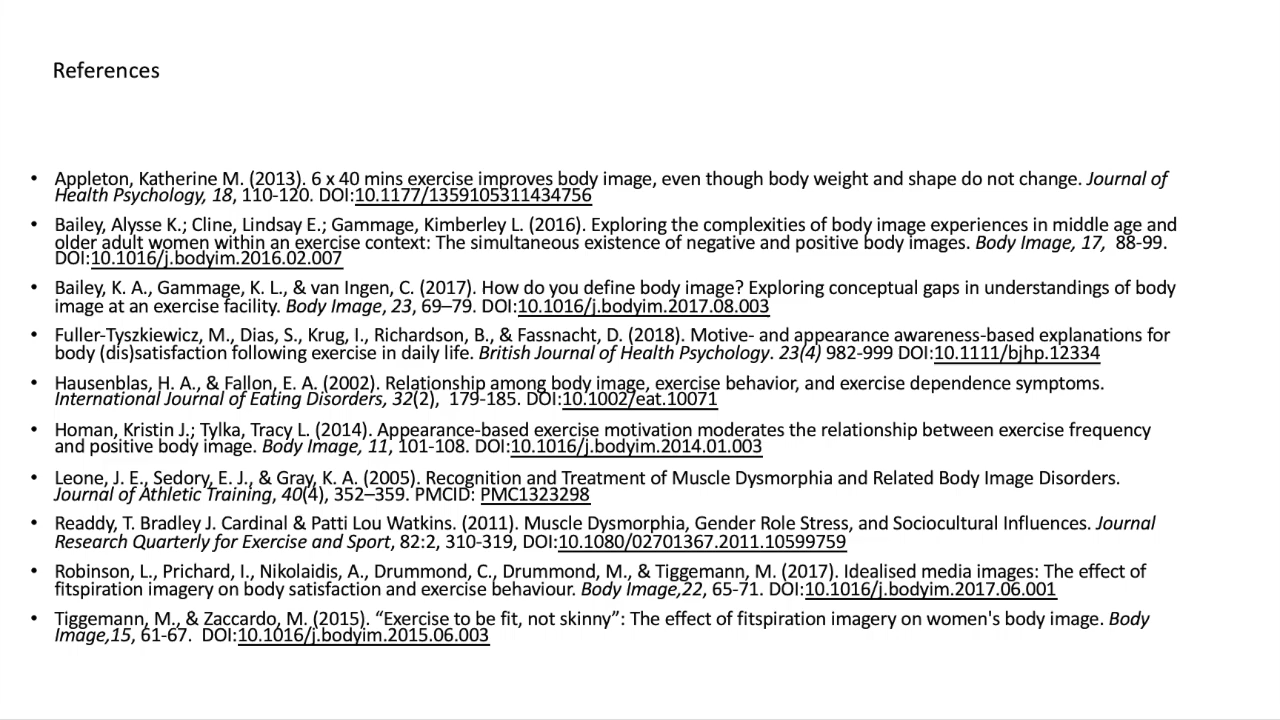 References
• Appleton, Katherine M. (2013). 6 x 40 mins exercise improves body image, even though body weight and shape do not change. Journal of
Health Psychology, 18, 110-120. DOI:10.1177/1359105311434756
• Bailey, Alysse K.; Cline, Lindsay E.; Gammage, Kimberley L. (2016). Exploring the complexities of body image experiences in middle age and
older adult women within an exercise context: The simultaneous existence of negative and positive body images. Body Image, 17, 88-99.
DOI:10.1016/j.bodyim.2016.02.007
• Bailey, K. A., Gammage, K. L., & van Ingen, C. (2017). How do you define body image? Exploring conceptual gaps in understandings of body
image at an exercise facility. Body Image, 23, 69–79. DOI:10.1016/j.bodyim.2017.08.003
• Fuller-Tyszkiewicz, M., Dias, S., Krug, I., Richardson, B., & Fassnacht, D. (2018). Motive- and appearance awareness-based explanations for
body (dis)satisfaction following exercise in daily life. British Journal of Health Psychology. 23(4) 982-999 DOI:10.1111/bjhp.12334
• Hausenblas, H. A., & Fallon, E. A. (2002). Relationship among body image, exercise behavior, and exercise dependence symptoms.
International Journal of Eating Disorders, 32(2), 179-185. DOI:10.1002/eat.10071
• Homan, Kristin J.; Tylka, Tracy L. (2014). Appearance-based exercise motivation moderates the relationship between exercise frequency
and positive body image. Body Image, 11, 101-108. DOI:10.1016/j.bodyim.2014.01.003
• Leone, J. E., Sedory, E. J., & Gray, K. A. (2005). Recognition and Treatment of Muscle Dysmorphia and Related Body Image Disorders.
Journal of Athletic Training, 40(4), 352–359. PMCID: PMC1323298
• Readdy, T. Bradley J. Cardinal & Patti Lou Watkins. (2011). Muscle Dysmorphia, Gender Role Stress, and Sociocultural Influences. Journal
Research Quarterly for Exercise and Sport, 82:2, 310-319, DOI:10.1080/02701367.2011.10599759
• Robinson, L., Prichard, I., Nikolaidis, A., Drummond, C., Drummond, M., & Tiggemann, M. (2017). Idealised media images: The effect of
fitspiration imagery on body satisfaction and exercise behaviour. Body Image,22, 65-71. DOI:10.1016/j.bodyim.2017.06.001
• Tiggemann, M., & Zaccardo, M. (2015). “Exercise to be fit, not skinny”: The effect of fitspiration imagery on women's body image. Body
Image,15, 61-67. DOI:10.1016/j.bodyim.2015.06.003